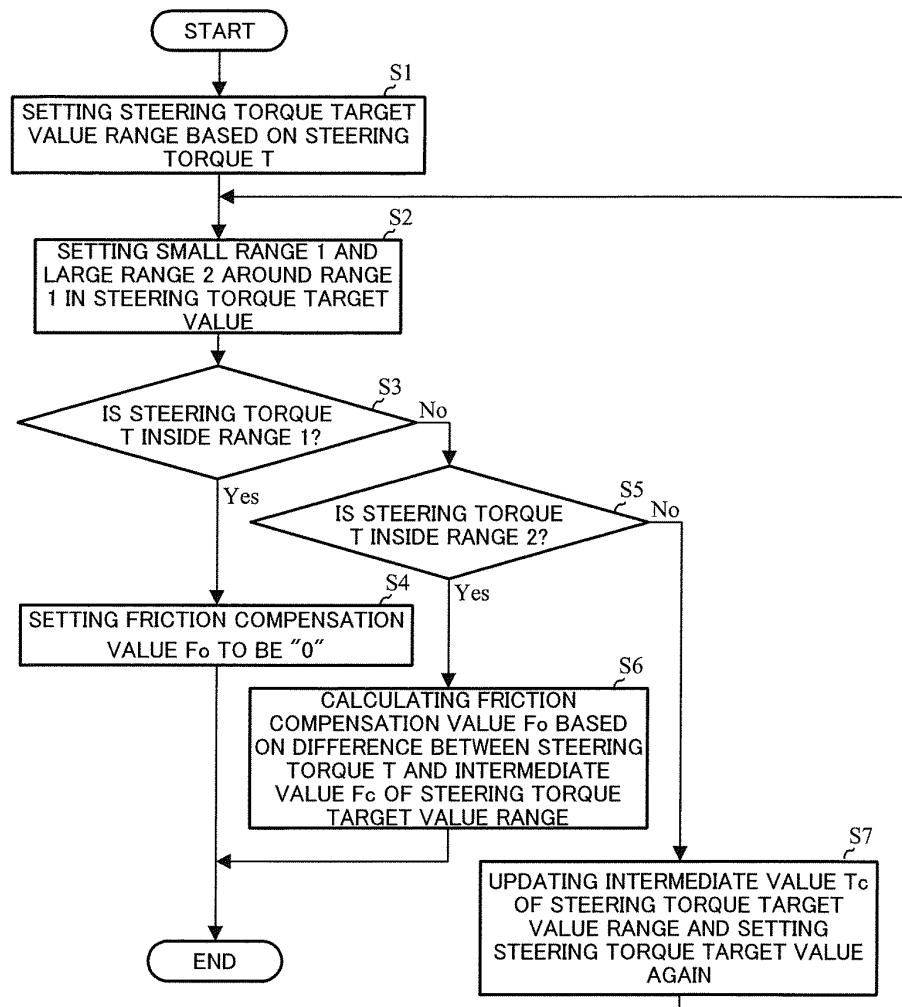 START
S1
SETTING STEERING TORQUE TARGET
VALUE RANGE BASED ON STEERING
TORQUE T
S2
SETTING SMALL RANGE 1 AND
LARGE RANGE 2 AROUND RANGE
1 IN STEERING TORQUE TARGET
VALUE
S3
IS STEERING TORQUE
T INSIDE RANGE 1?
No
Yes
S5
IS STEERING TORQUE
T INSIDE RANGE 2?
No
Yes
S4
SETTING FRICTION COMPENSATION
VALUE Fo TO BE "0"
S6
CALCULATING FRICTION
COMPENSATION VALUE Fo BASED
ON DIFFERENCE BETWEEN STEERING
TORQUE T AND INTERMEDIATE
VALUE Fc OF STEERING TORQUE
TARGET VALUE RANGE
S7
UPDATING INTERMEDIATE VALUE Tc
OF STEERING TORQUE TARGET
VALUE RANGE AND SETTING
STEERING TORQUE TARGET VALUE
AGAIN
END